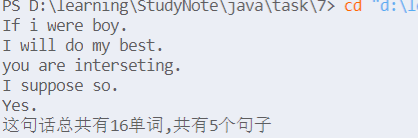 PS D:\learning\StudyNote\java\task\7> cd "d:\l
If i were boy.
I will do my best.
you are interseting.
I suppose so.
Yes.
这句话总共有16单词,共有5个句子